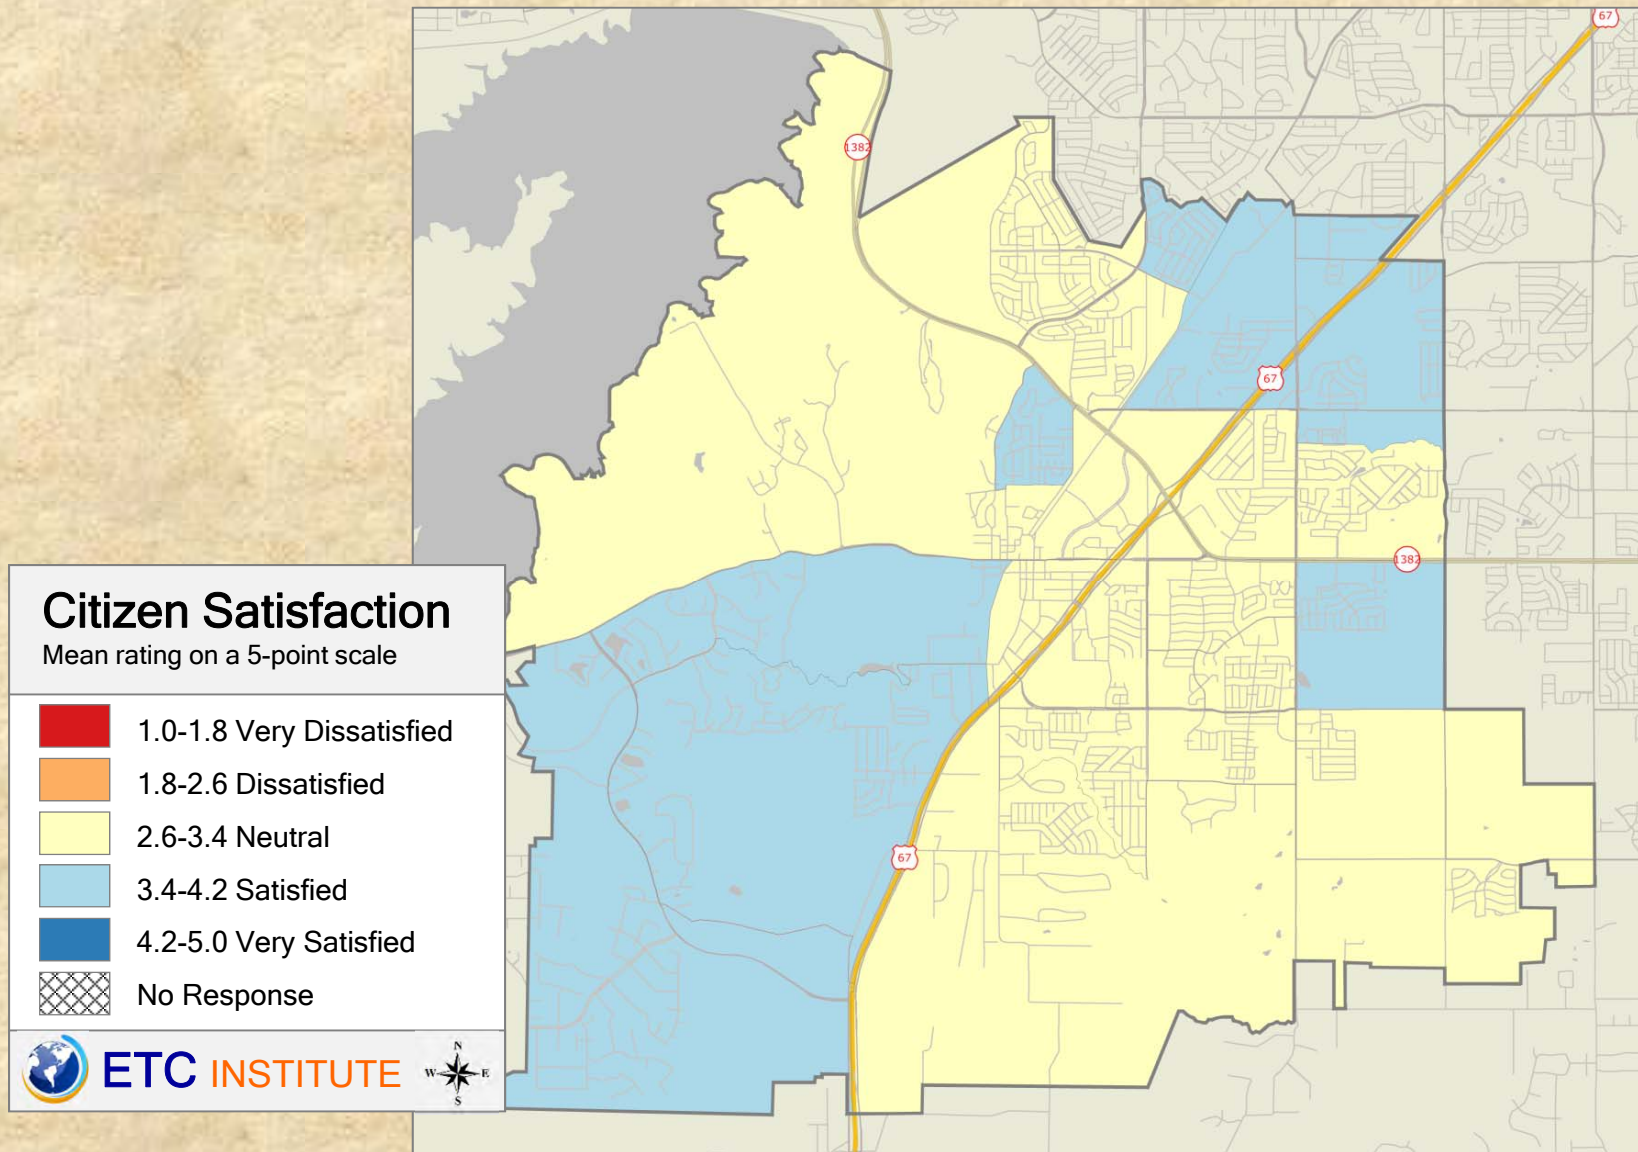 67
1382
67
1382
67
Citizen Satisfaction
Mean rating on a 5-point scale
1.0-1.8 Very Dissatisfied
1.8-2.6 Dissatisfied
2.6-3.4 Neutral
3.4-4.2 Satisfied
4.2-5.0 Very Satisfied
No Response
ETC INSTITUTE
N
W E
S